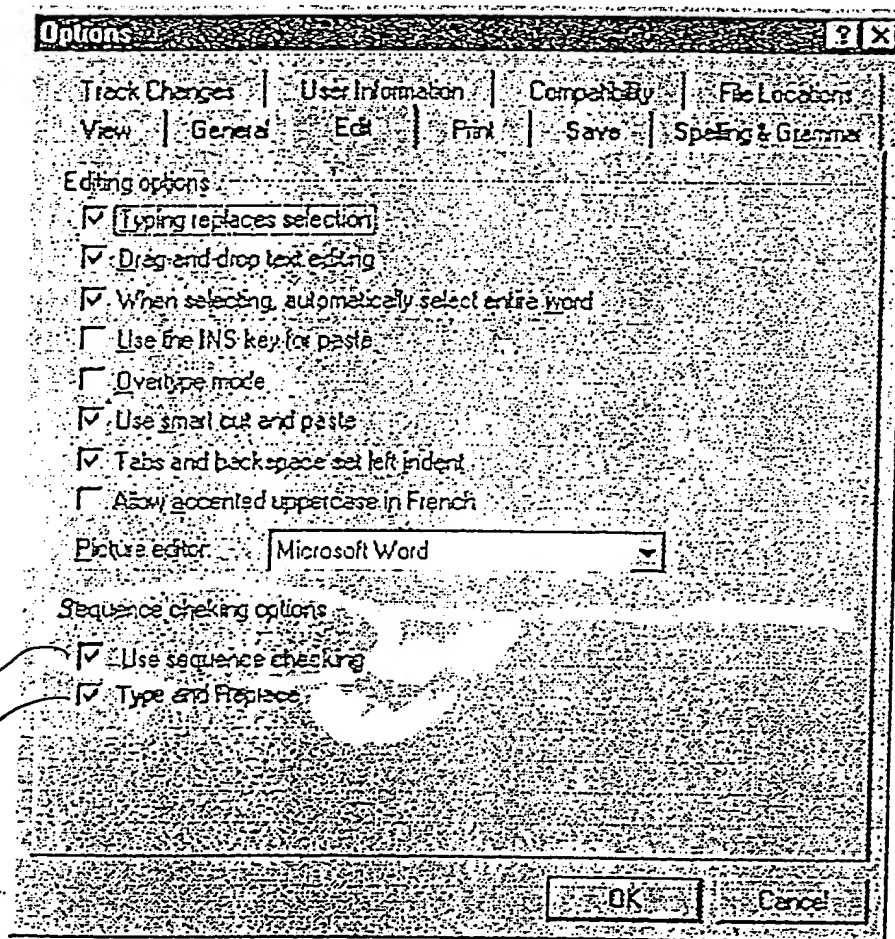 Options
Track Changes User Information Compatibility File Locations
View General Edit Print Save Spelling & Grammar
Editing options
Typing replaces selection
Drag-and-drop text editing
When selecting, automatically select entire word
Use the INS key for paste
Overtype mode
Use smart cut and paste
Tabs and backspace set left indent
Allow accented uppercase in French
Picture editor: Microsoft Word
Sequence cheking options
Use sequence checking
Type and Replace
OK Cancel